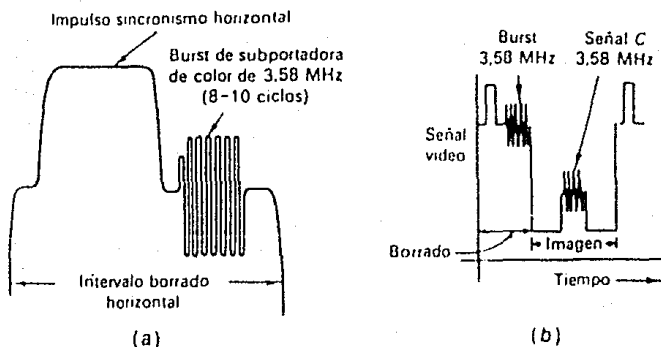 Impulso sincronismo horizontal
Burst de subportadora
de color de 3.58 MHz
(8-10 ciclos)
Intervalo borrado
horizontal
(a)
Burst
3,58 MHz
Señal C
3,58 MHz
Señal
video
Borrado
Imagen
Tiempo
(b)